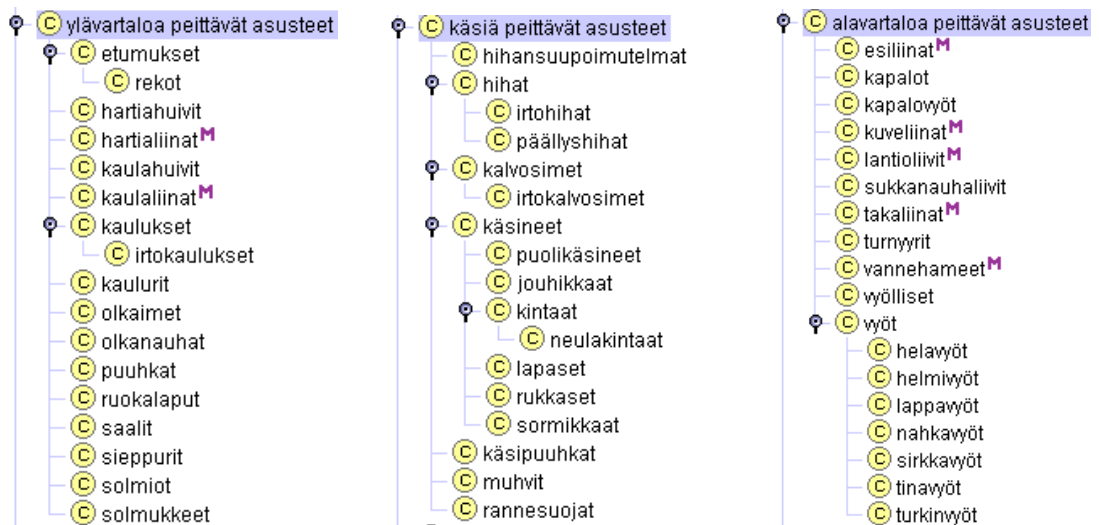 ylävartaloa peittävät asusteet
etumukset
rekot
hartiahuivit
hartialiinat M
kaulahuivit
kaulaliinat M
kaulukset
irtokaulukset
kaulurit
olkaimet
olkanauhat
puuhkat
ruokalaput
saalit
sieppurit
solmiot
solmukkeet
käsiä peittävät asusteet
hihansuupoimutelmat
hihat
irtohihat
päällyshihat
kalvosimet
irtokalvosimet
käsineet
puolikäsineet
jouhikkaat
kintaat
neulakintaat
lapaset
rukkaset
sormikkaat
käsipuuhkat
muhvit
rannesuojat
alavartaloa peittävät asusteet
esiliinat M
kapalot
kapalovyöt
kuveliinat M
lantioliivit M
sukkanauhaliivit
takaliinat M
turnyyrit
vannehameet M
vyölliset
vyöt
helavyöt
helmivyöt
lappavyöt
nahkavyöt
sirkkavyöt
tinavyöt
turkinvyöt